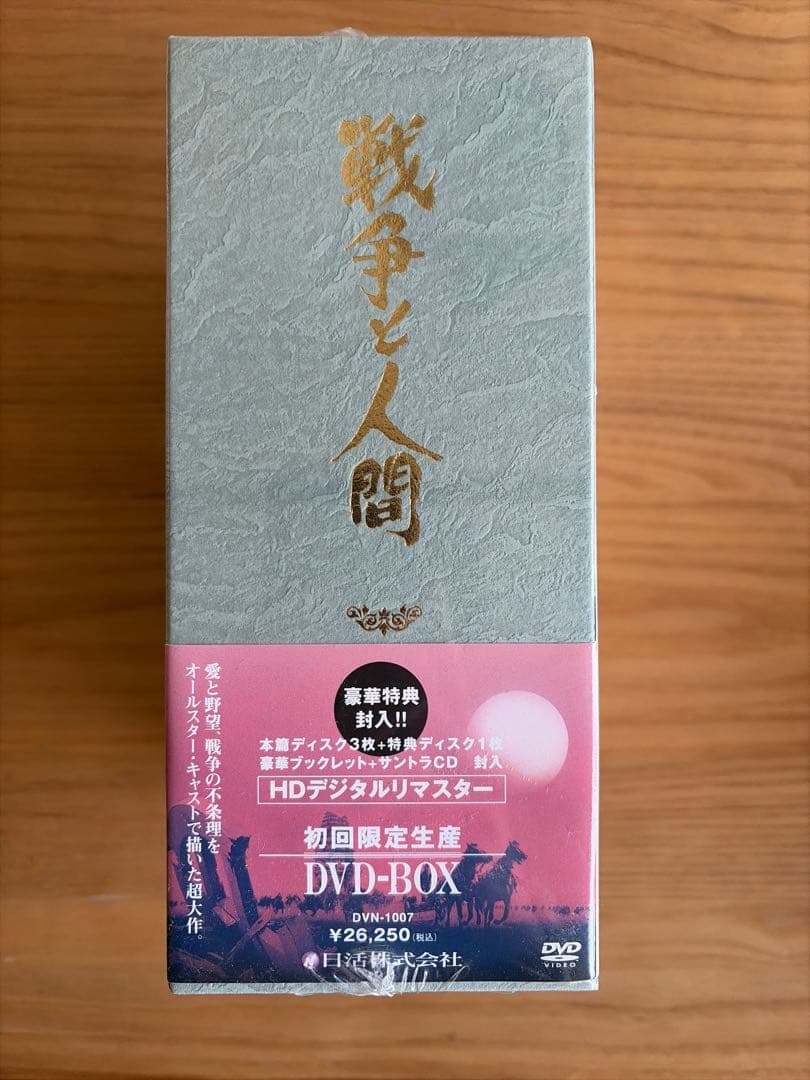 戦争と人間
豪華特典
封入!!
本篇ディスク3枚+特典ディスク1枚
豪華ブックレット+サントラCD 封入
HDデジタルリマスター
初回限定生産
DVD-BOX
DVN-1007
¥26,250(税込)
日活株式会社
愛と野望、戦争の不条理を
オールスター・キャストで描いた超大作。
DVD
VIDEO